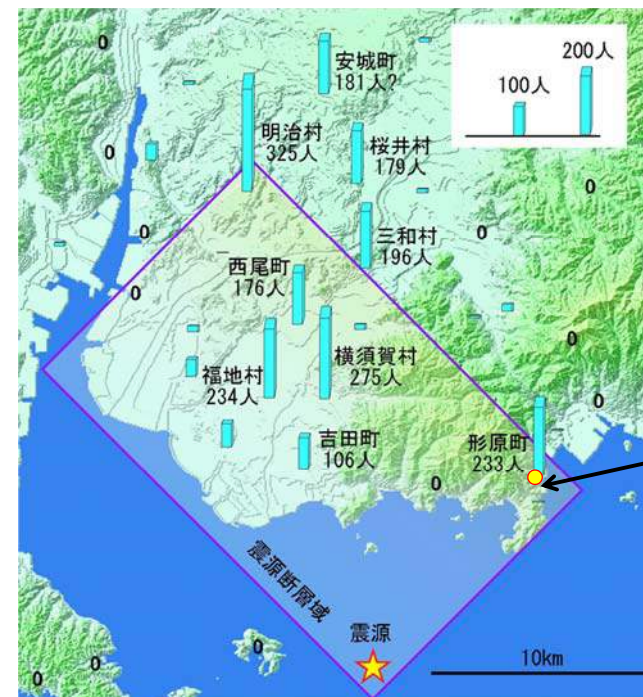 0
安城町
181人?
200人
100人
明治村
325人
桜井村
179人
0
0
三和村
196人
0
0
西尾町
176人
0
横須賀村
275人
福地村
234人
0
吉田町
106人
形原町
233人
0
0
震源断層域
震源
0
0
0
10km